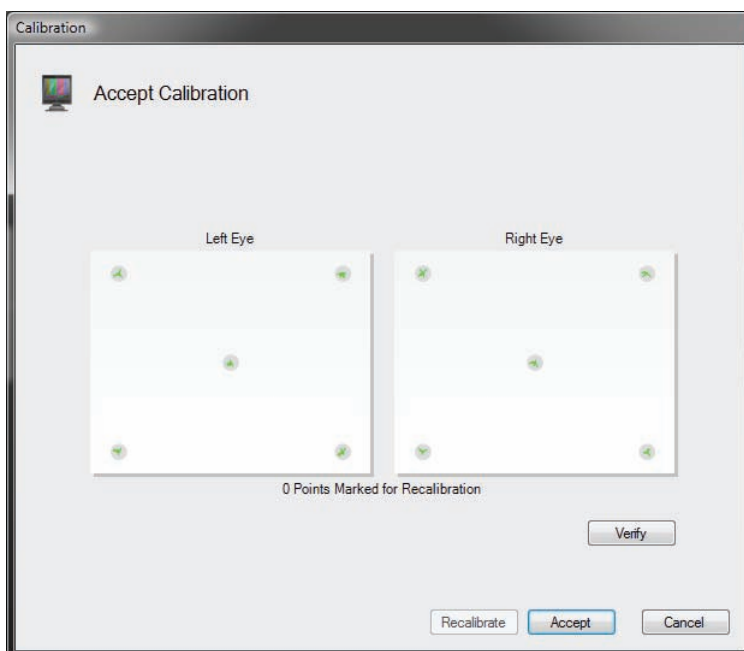 Calibration
Accept Calibration
Left Eye
Right Eye
0 Points Marked for Recalibration
Verify
Recalibrate
Accept
Cancel